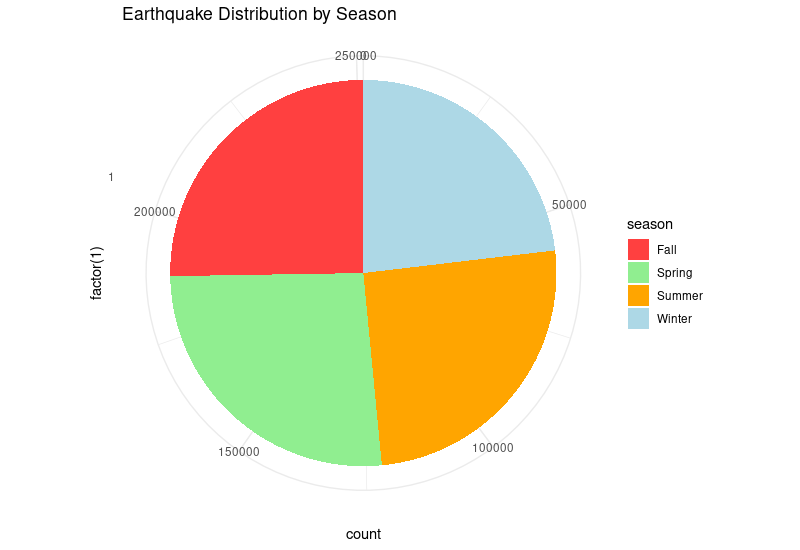 Earthquake Distribution by Season
250000
0
1
50000
200000
season
Fall
factor(1)
Spring
Summer
Winter
150000
100000
count